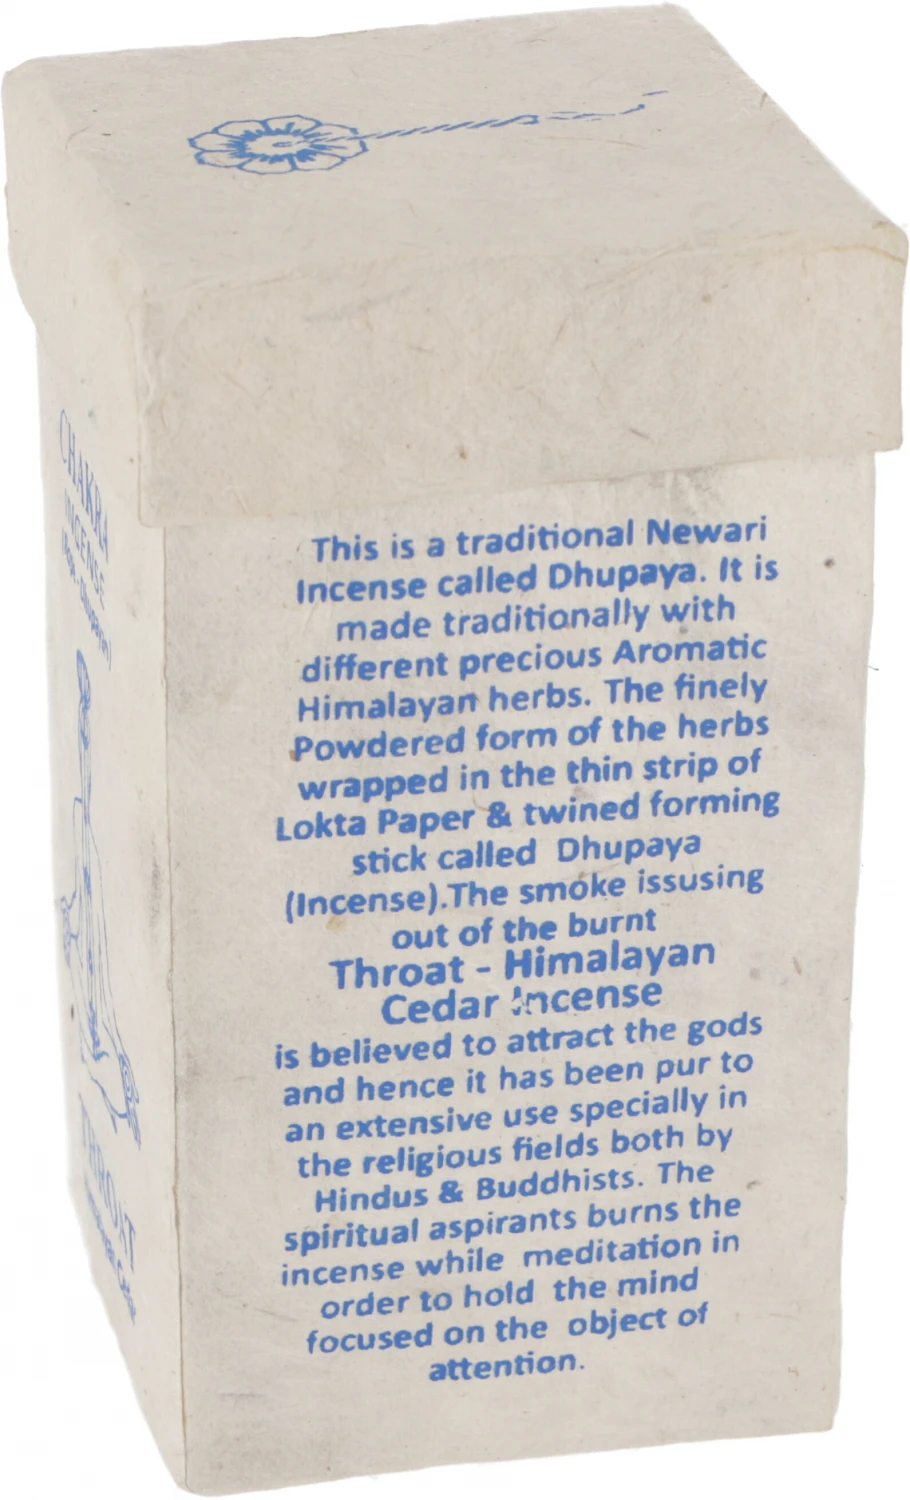 CHAKRA
INCENSE
(Rope - Dhupaya)
THROAT
Himalayan Cedar
This is a traditional Newari
Incense called Dhupaya. It is
made traditionally with
different precious Aromatic
Himalayan herbs. The finely
Powdered form of the herbs
wrapped in the thin strip of
Lokta Paper & twined forming
stick called Dhupaya
(Incense).The smoke issusing
out of the burnt
Throat - Himalayan
Cedar Incense
is believed to attract the gods
and hence it has been pur to
an extensive use specially in
the religious fields both by
Hindus & Buddhists. The
spiritual aspirants burns the
incense while meditation in
order to hold the mind
focused on the object of
attention.